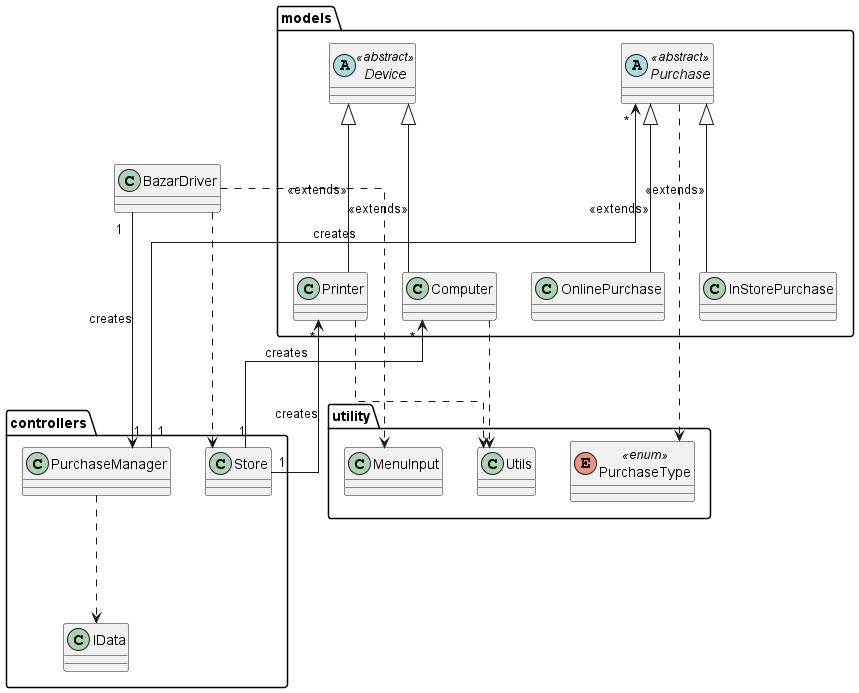 models
A
«abstract»
Device
A
«abstract»
Purchase
*
C BazarDriver
«extends»
«extends»
«extends»
«extends»
1
creates
C Printer
C Computer
C OnlinePurchase
C InStorePurchase
creates
*
*
creates
creates
controllers
utility
1
1
1
1
C PurchaseManager
C Store
C MenuInput
C Utils
E
«enum»
PurchaseType
C IData